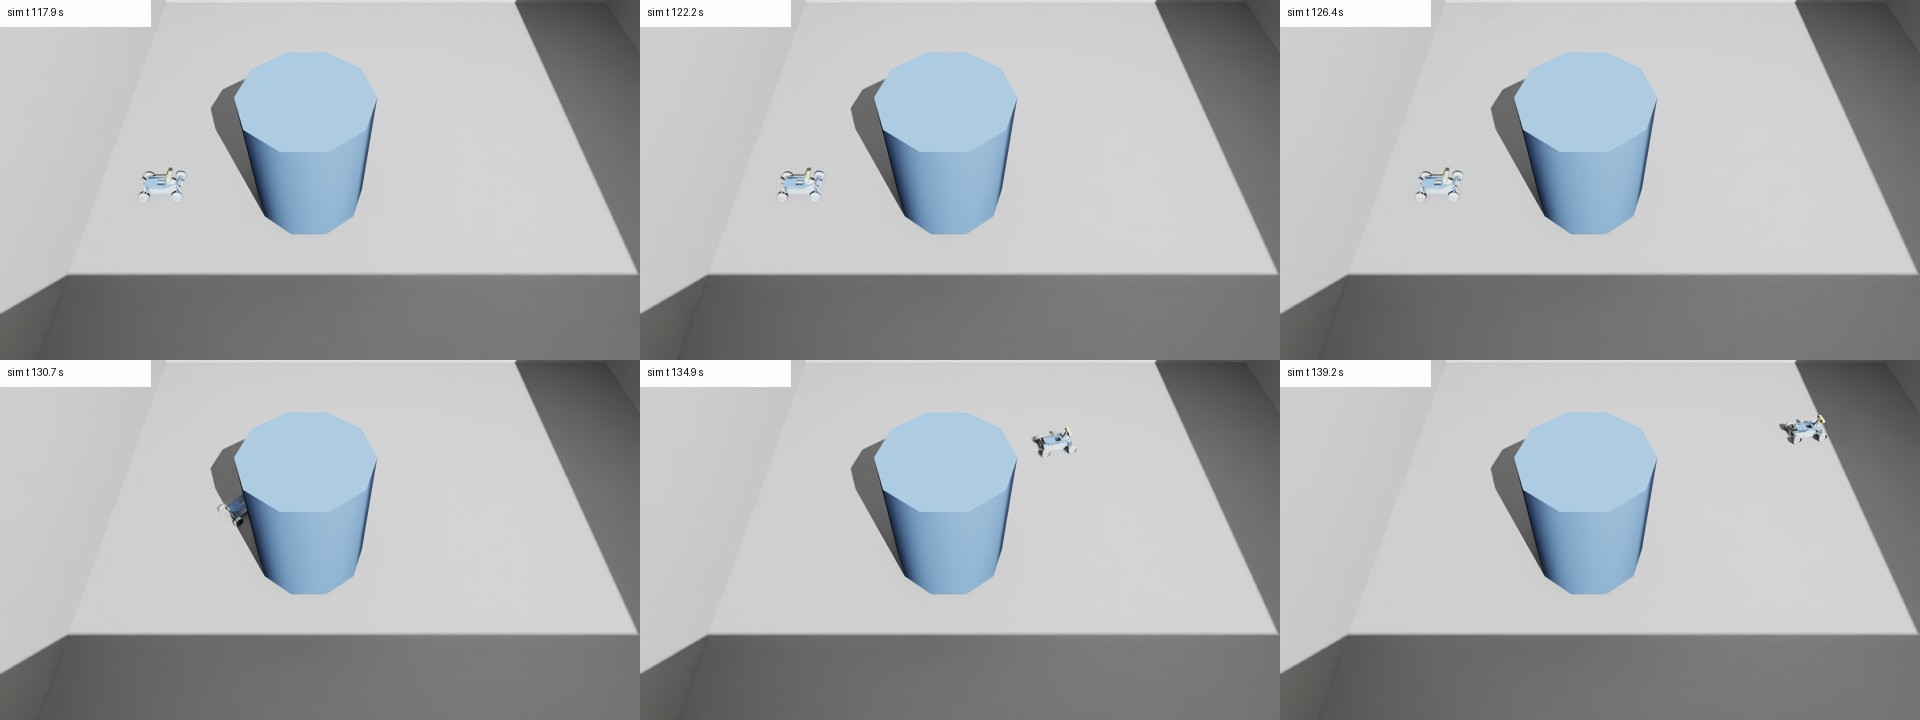 sim t 117.9 s
sim t 122.2 s
sim t 126.4 s
sim t 130.7 s
sim t 134.9 s
sim t 139.2 s